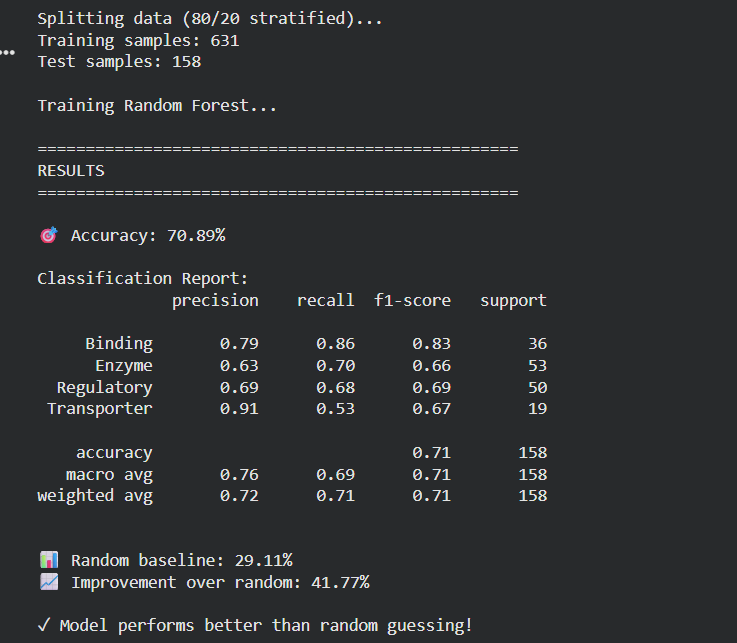 Splitting data (80/20 stratified)...
Training samples: 631
Test samples: 158
Training Random Forest...
==================================================
RESULTS
==================================================
🎯 Accuracy: 70.89%
Classification Report:
precision recall f1-score support
Binding 0.79 0.86 0.83 36
Enzyme 0.63 0.70 0.66 53
Regulatory 0.69 0.68 0.69 50
Transporter 0.91 0.53 0.67 19
accuracy 0.71 158
macro avg 0.76 0.69 0.71 158
weighted avg 0.72 0.71 0.71 158
📊 Random baseline: 29.11%
📈 Improvement over random: 41.77%
✓ Model performs better than random guessing!